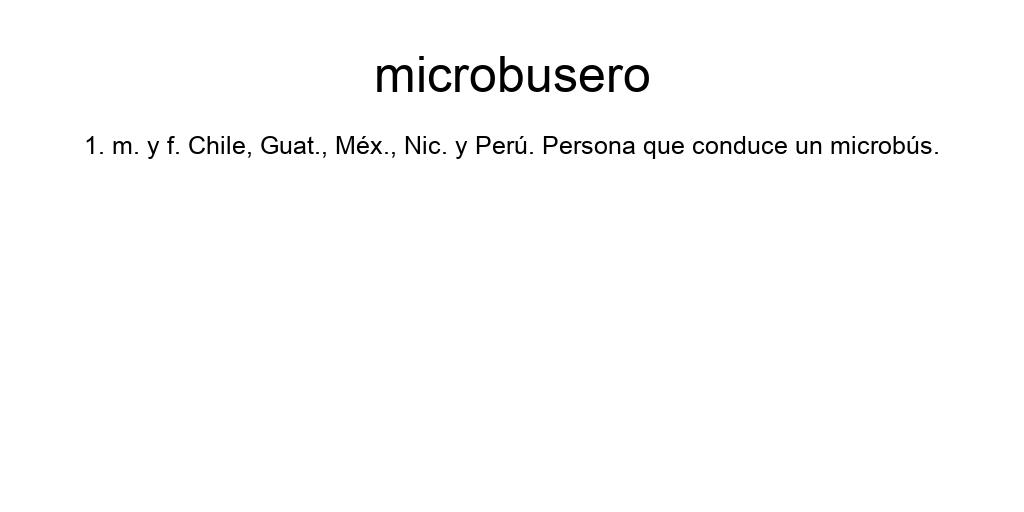 microbusero
1. m. y f. Chile, Guat., Méx., Nic. y Perú. Persona que conduce un microbús.